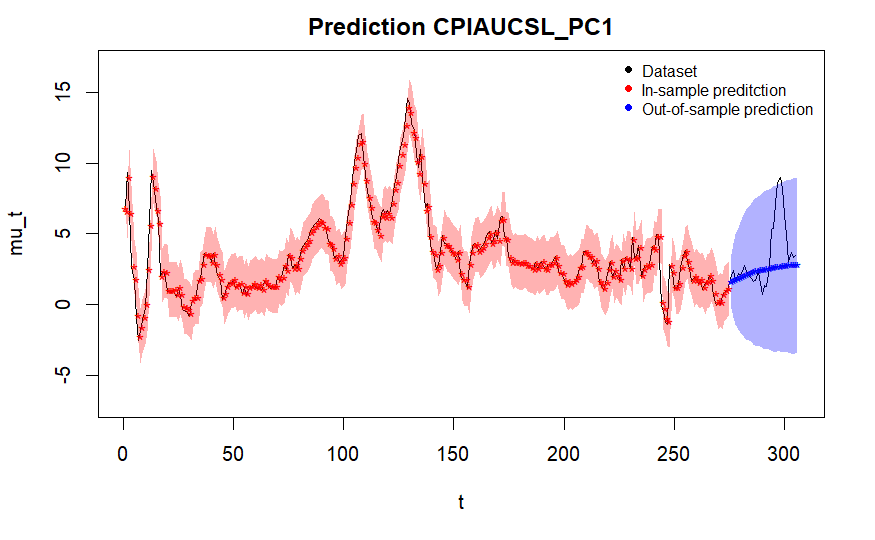 Prediction CPIAUCSL_PC1
Dataset
In-sample preditction
Out-of-sample prediction
mu_t
15
10
5
0
-5
0 50 100 150 200 250 300
t